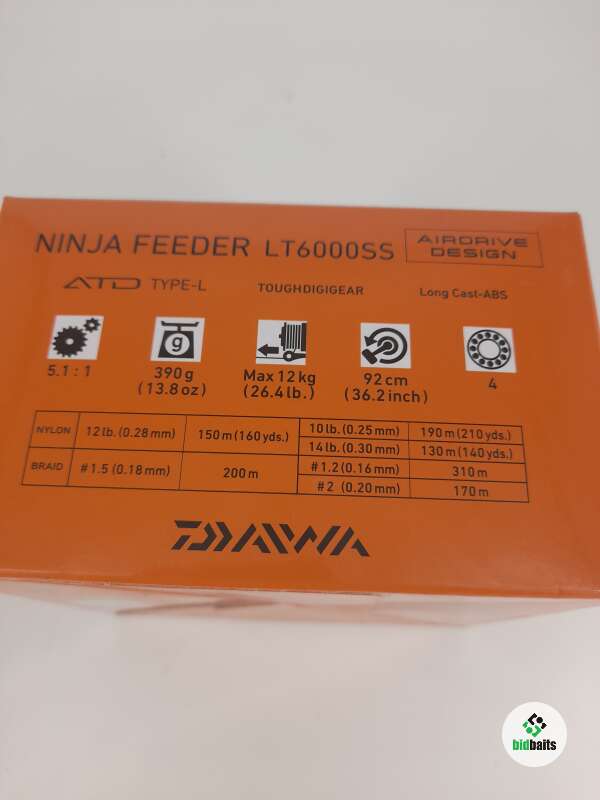 NINJA FEEDER LT6000SS AIRDRIVE DESIGN
ATD TYPE-L TOUGHDIGIGEAR Long Cast-ABS
g
5.1 : 1 390g (13.8 oz) Max 12 kg (26.4 lb.) 92 cm (36.2 inch) 4
NYLON 12 lb. (0.28 mm) 150 m (160 yds.) 10 lb. (0.25 mm) 190 m (210 yds.)
14 lb. (0.30 mm) 130 m (140 yds.)
BRAID #1.5 (0.18 mm) 200 m #1.2 (0.16 mm) 310 m
#2 (0.20 mm) 170 m
DAIWA
bidbaits